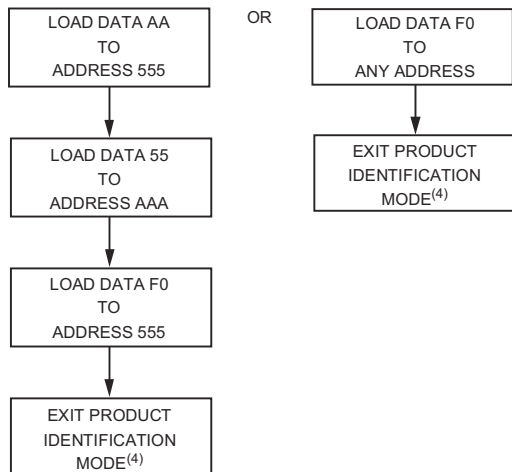 LOAD DATA AA
TO
ADDRESS 555
LOAD DATA 55
TO
ADDRESS AAA
LOAD DATA F0
TO
ADDRESS 555
EXIT PRODUCT
IDENTIFICATION
MODE(4)
OR
LOAD DATA F0
TO
ANY ADDRESS
EXIT PRODUCT
IDENTIFICATION
MODE(4)